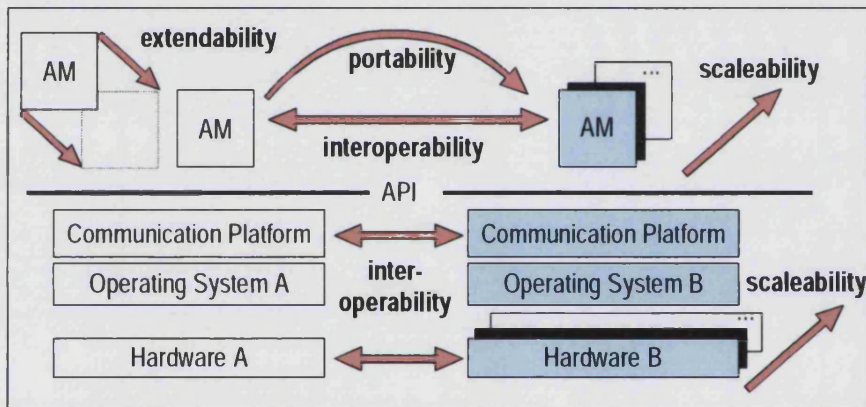 extendability
portability
scaleability
AM
AM
AM
...
interoperability
API
Communication Platform
Communication Platform
Operating System A
inter-
operability
Operating System B
scaleability
...
Hardware A
Hardware B